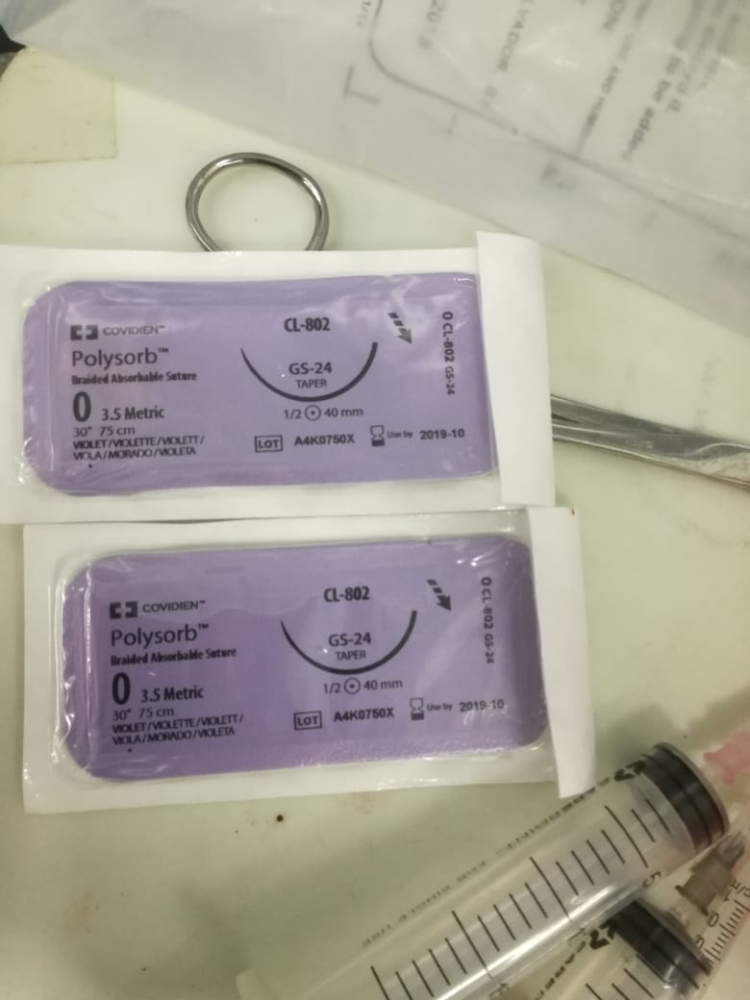 COVIDIEN™
Polysorb™
Braided Absorbable Suture
0 3.5 Metric
30" 75 cm
VIOLET / VIOLETTE / VIOLETT /
VIOLA / MORADO / VIOLETA
CL-802
GS-24
TAPER
1/2 40 mm
LOT A4K0750X
Use by 2019-10
0 CL-802 GS-24
COVIDIEN™
Polysorb™
Braided Absorbable Suture
0 3.5 Metric
30" 75 cm
VIOLET / VIOLETTE / VIOLETT /
VIOLA / MORADO / VIOLETA
CL-802
GS-24
TAPER
1/2 40 mm
LOT A4K0750X
Use by 2019-10
0 CL-802 GS-24
FOR SINGLE USE
5